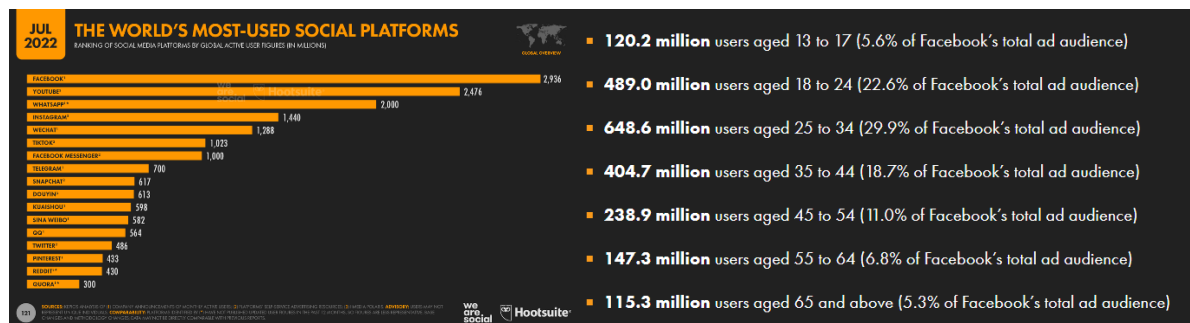 JUL
2022
THE WORLD'S MOST-USED SOCIAL PLATFORMS
RANKING OF SOCIAL MEDIA PLATFORMS BY GLOBAL ACTIVE USER FIGURES (IN MILLIONS)
GLOBAL OVERVIEW
FACEBOOK 2,936
YOUTUBE 2,476
WHATSAPP 2,000
INSTAGRAM 1,440
WECHAT 1,288
TIKTOK 1,023
FACEBOOK MESSENGER 1,000
TELEGRAM 700
SNAPCHAT 617
DOUYIN 613
KUAISHOU 598
SINA WEIBO 582
QQ 564
TWITTER 486
PINTEREST 433
REDDIT 430
QUORA 300
we are. social Hootsuite
121
SOURCES:
ADVISORY:
COMPARABILITY:
we
are.
social
Hootsuite
120.2 million users aged 13 to 17 (5.6% of Facebook's total ad audience)
489.0 million users aged 18 to 24 (22.6% of Facebook's total ad audience)
648.6 million users aged 25 to 34 (29.9% of Facebook's total ad audience)
404.7 million users aged 35 to 44 (18.7% of Facebook's total ad audience)
238.9 million users aged 45 to 54 (11.0% of Facebook's total ad audience)
147.3 million users aged 55 to 64 (6.8% of Facebook's total ad audience)
115.3 million users aged 65 and above (5.3% of Facebook's total ad audience)